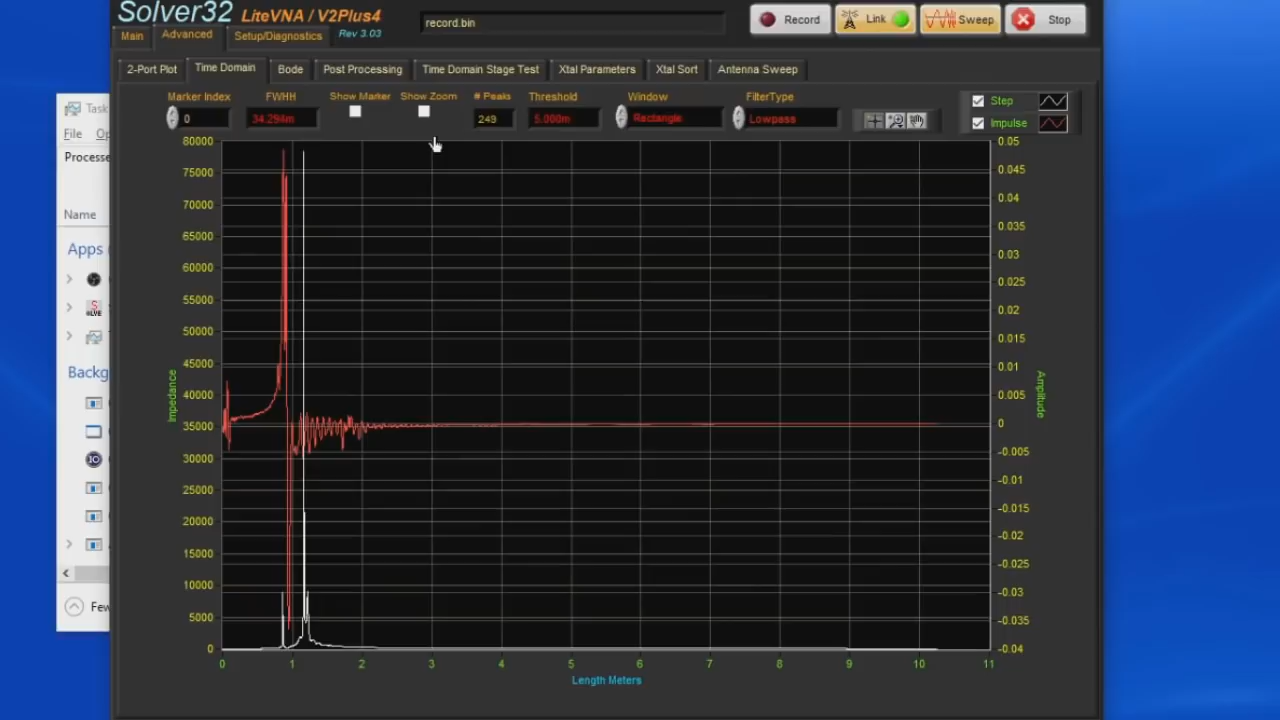 Solver32 LiteVNA / V2Plus4
Rev 3.03
record.bin
Record
Link
Sweep
Stop
Main
Advanced
Setup/Diagnostics
2-Port Plot
Time Domain
Bode
Post Processing
Time Domain Stage Test
Xtal Parameters
Xtal Sort
Antenna Sweep
Marker Index
FWHH
Show Marker
Show Zoom
# Peaks
Threshold
Window
FilterType
0
34.294m
249
5.000m
Rectangle
Lowpass
Step
Impulse
80000
75000
70000
65000
60000
55000
50000
45000
40000
35000
30000
25000
20000
15000
10000
5000
0
Impedance
0.05
0.045
0.04
0.035
0.03
0.025
0.02
0.015
0.01
0.005
0
-0.005
-0.01
-0.015
-0.02
-0.025
-0.03
-0.035
-0.04
Amplitude
0 1 2 3 4 5 6 7 8 9 10 11
Length Meters
Task
File Op
Processe
Name
Apps
Backg
Few